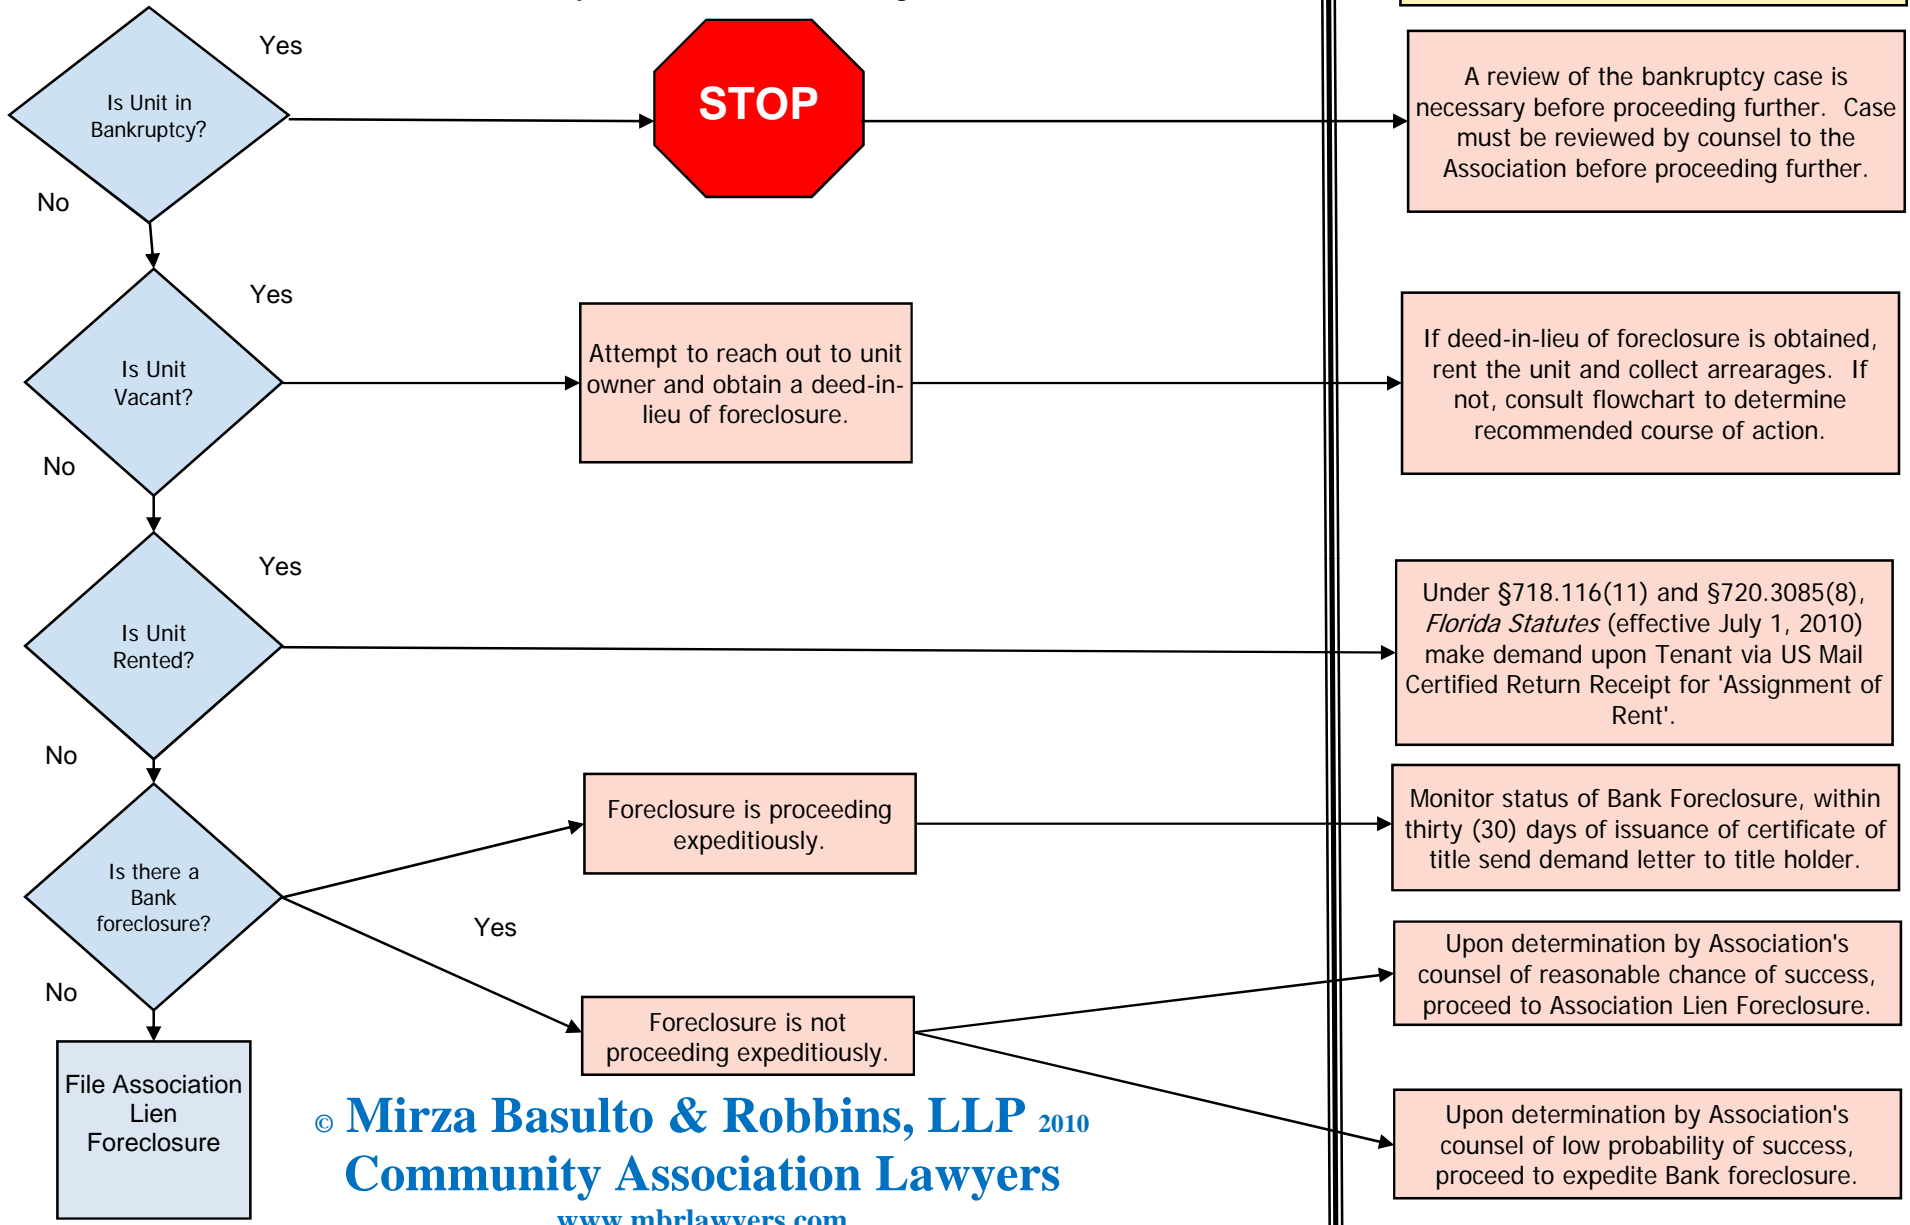 Yes
Is Unit in
Bankruptcy?
No
STOP
A review of the bankruptcy case is
necessary before proceeding further. Case
must be reviewed by counsel to the
Association before proceeding further.
Yes
Is Unit
Vacant?
No
Attempt to reach out to unit
owner and obtain a deed-in-
lieu of foreclosure.
If deed-in-lieu of foreclosure is obtained,
rent the unit and collect arrearages. If
not, consult flowchart to determine
recommended course of action.
Yes
Is Unit
Rented?
No
Under §718.116(11) and §720.3085(8),
Florida Statutes (effective July 1, 2010)
make demand upon Tenant via US Mail
Certified Return Receipt for 'Assignment of
Rent'.
Is there a
Bank
foreclosure?
Yes
No
Foreclosure is proceeding
expeditiously.
Monitor status of Bank Foreclosure, within
thirty (30) days of issuance of certificate of
title send demand letter to title holder.
Foreclosure is not
proceeding expeditiously.
Upon determination by Association's
counsel of reasonable chance of success,
proceed to Association Lien Foreclosure.
Upon determination by Association's
counsel of low probability of success,
proceed to expedite Bank foreclosure.
File Association
Lien
Foreclosure
© Mirza Basulto & Robbins, LLP 2010
Community Association Lawyers
www.mbrlawyers.com